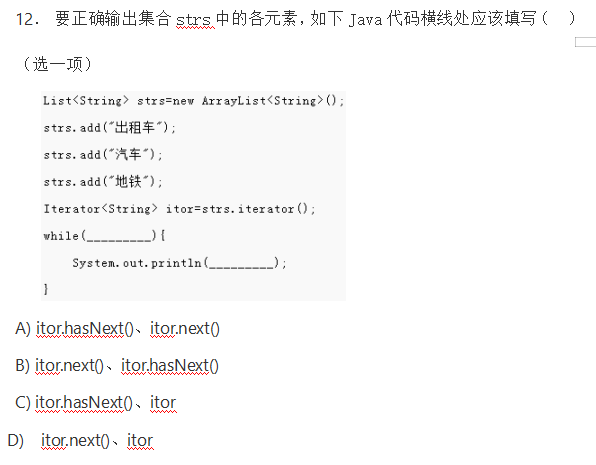 12. 要正确输出集合 strs 中的各元素，如下 Java 代码横线处应该填写（　）
（选一项）
List<String> strs=new ArrayList<String>();
strs.add("出租车");
strs.add("汽车");
strs.add("地铁");
Iterator<String> itor=strs.iterator();
while(_________){
System.out.println(_________);
}
A) itor.hasNext()、itor.next()
B) itor.next()、itor.hasNext()
C) itor.hasNext()、itor
D) itor.next()、itor